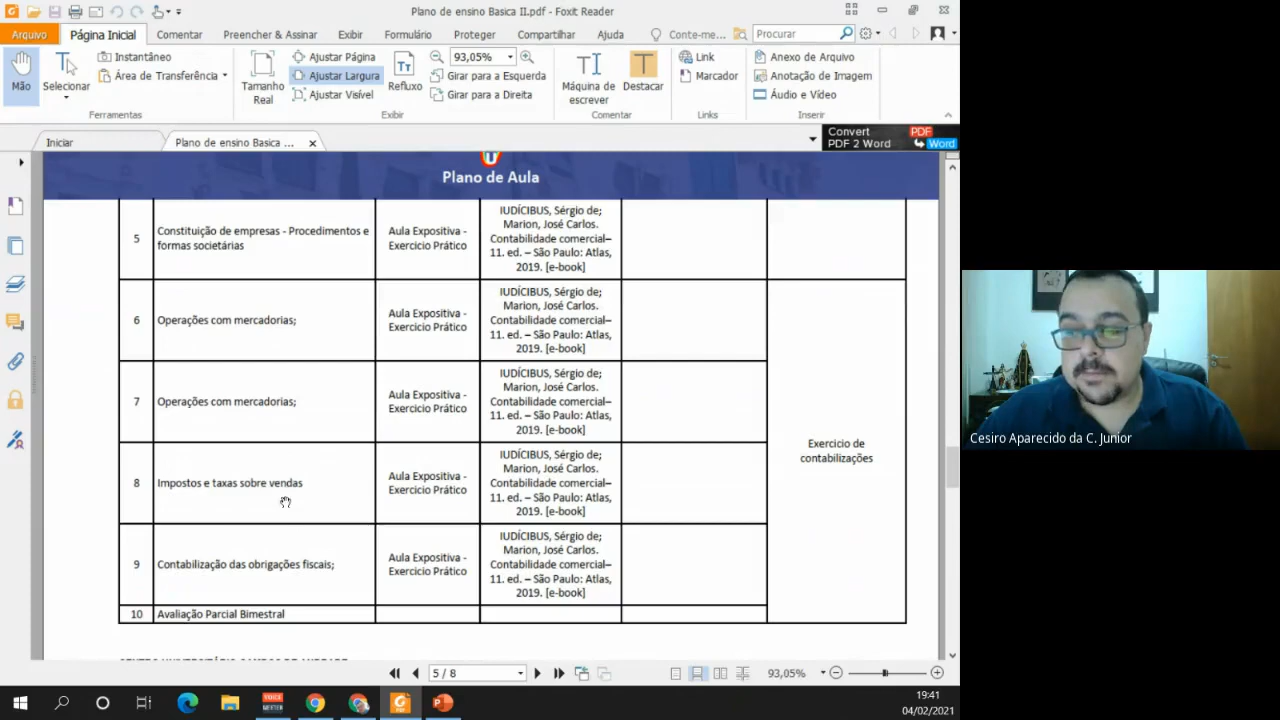 Plano de ensino Basica II.pdf - Foxit Reader
Arquivo
Página Inicial
Comentar
Preencher & Assinar
Exibir
Formulário
Proteger
Compartilhar
Ajuda
Conte-me...
Procurar
Mão
Selecionar
Instantâneo
Área de Transferência
Ferramentas
Tamanho
Real
Ajustar Página
Ajustar Largura
Ajustar Visível
Refluxo
93,05%
Girar para a Esquerda
Girar para a Direita
Exibir
Máquina de
escrever
Destacar
Comentar
Link
Marcador
Links
Anexo de Arquivo
Anotação de Imagem
Áudio e Vídeo
Inserir
Iniciar
Plano de ensino Basica ...
Convert
PDF 2 Word
PDF
Word
Plano de Aula
5
Constituição de empresas - Procedimentos e
formas societárias
Aula Expositiva -
Exercicio Prático
IUDÍCIBUS, Sérgio de;
Marion, José Carlos.
Contabilidade comercial–
11. ed. – São Paulo: Atlas,
2019. [e-book]
6
Operações com mercadorias;
Aula Expositiva -
Exercicio Prático
IUDÍCIBUS, Sérgio de;
Marion, José Carlos.
Contabilidade comercial–
11. ed. – São Paulo: Atlas,
2019. [e-book]
7
Operações com mercadorias;
Aula Expositiva -
Exercicio Prático
IUDÍCIBUS, Sérgio de;
Marion, José Carlos.
Contabilidade comercial–
11. ed. – São Paulo: Atlas,
2019. [e-book]
8
Impostos e taxas sobre vendas
Aula Expositiva -
Exercicio Prático
IUDÍCIBUS, Sérgio de;
Marion, José Carlos.
Contabilidade comercial–
11. ed. – São Paulo: Atlas,
2019. [e-book]
9
Contabilização das obrigações fiscais;
Aula Expositiva -
Exercicio Prático
IUDÍCIBUS, Sérgio de;
Marion, José Carlos.
Contabilidade comercial–
11. ed. – São Paulo: Atlas,
2019. [e-book]
10
Avaliação Parcial Bimestral
Exercicio de
contabilizações
5 / 8
93,05%
19:41
04/02/2021
Cesiro Aparecido da C. Junior